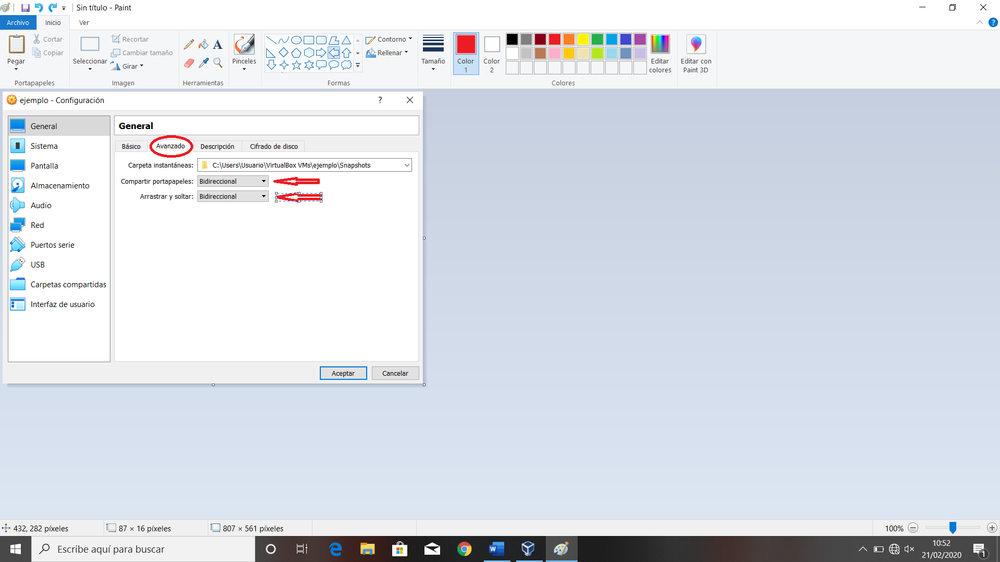 Sin título - Paint
Archivo Inicio Ver
Pegar
Cortar
Copiar
Portapapeles
Seleccionar
Recortar
Cambiar tamaño
Girar
Imagen
A
Herramientas
Pinceles
Contorno
Rellenar
Formas
Tamaño
Color
1
Color
2
Editar
colores
Colores
Editar con
Paint 3D
?
ejemplo - Configuración ?
General
Sistema
Pantalla
Almacenamiento
Audio
Red
Puertos serie
USB
Carpetas compartidas
Interfaz de usuario
General
Básico Avanzado Descripción Cifrado de disco
Carpeta instantáneas: C:\Users\Usuario\VirtualBox VMs\ejemplo\Snapshots
Compartir portapapeles: Bidireccional
Arrastrar y soltar: Bidireccional
Aceptar Cancelar
432, 282 píxeles 87 × 16 píxeles 807 × 561 píxeles 100%
Escribe aquí para buscar
W
10:52
21/02/2020
1